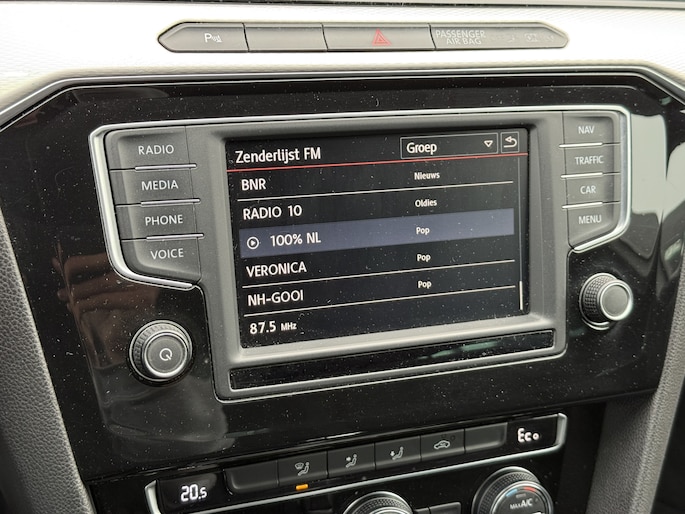 PASSENGER
AIR BAG
RADIO
MEDIA
PHONE
VOICE
Zenderlijst FM
Groep
BNR Nieuws
RADIO 10 Oldies
100% NL Pop
VERONICA Pop
NH-GOOI Pop
87.5 MHz
NAV
TRAFFIC
CAR
MENU
20.5
Eco
MAX A/C